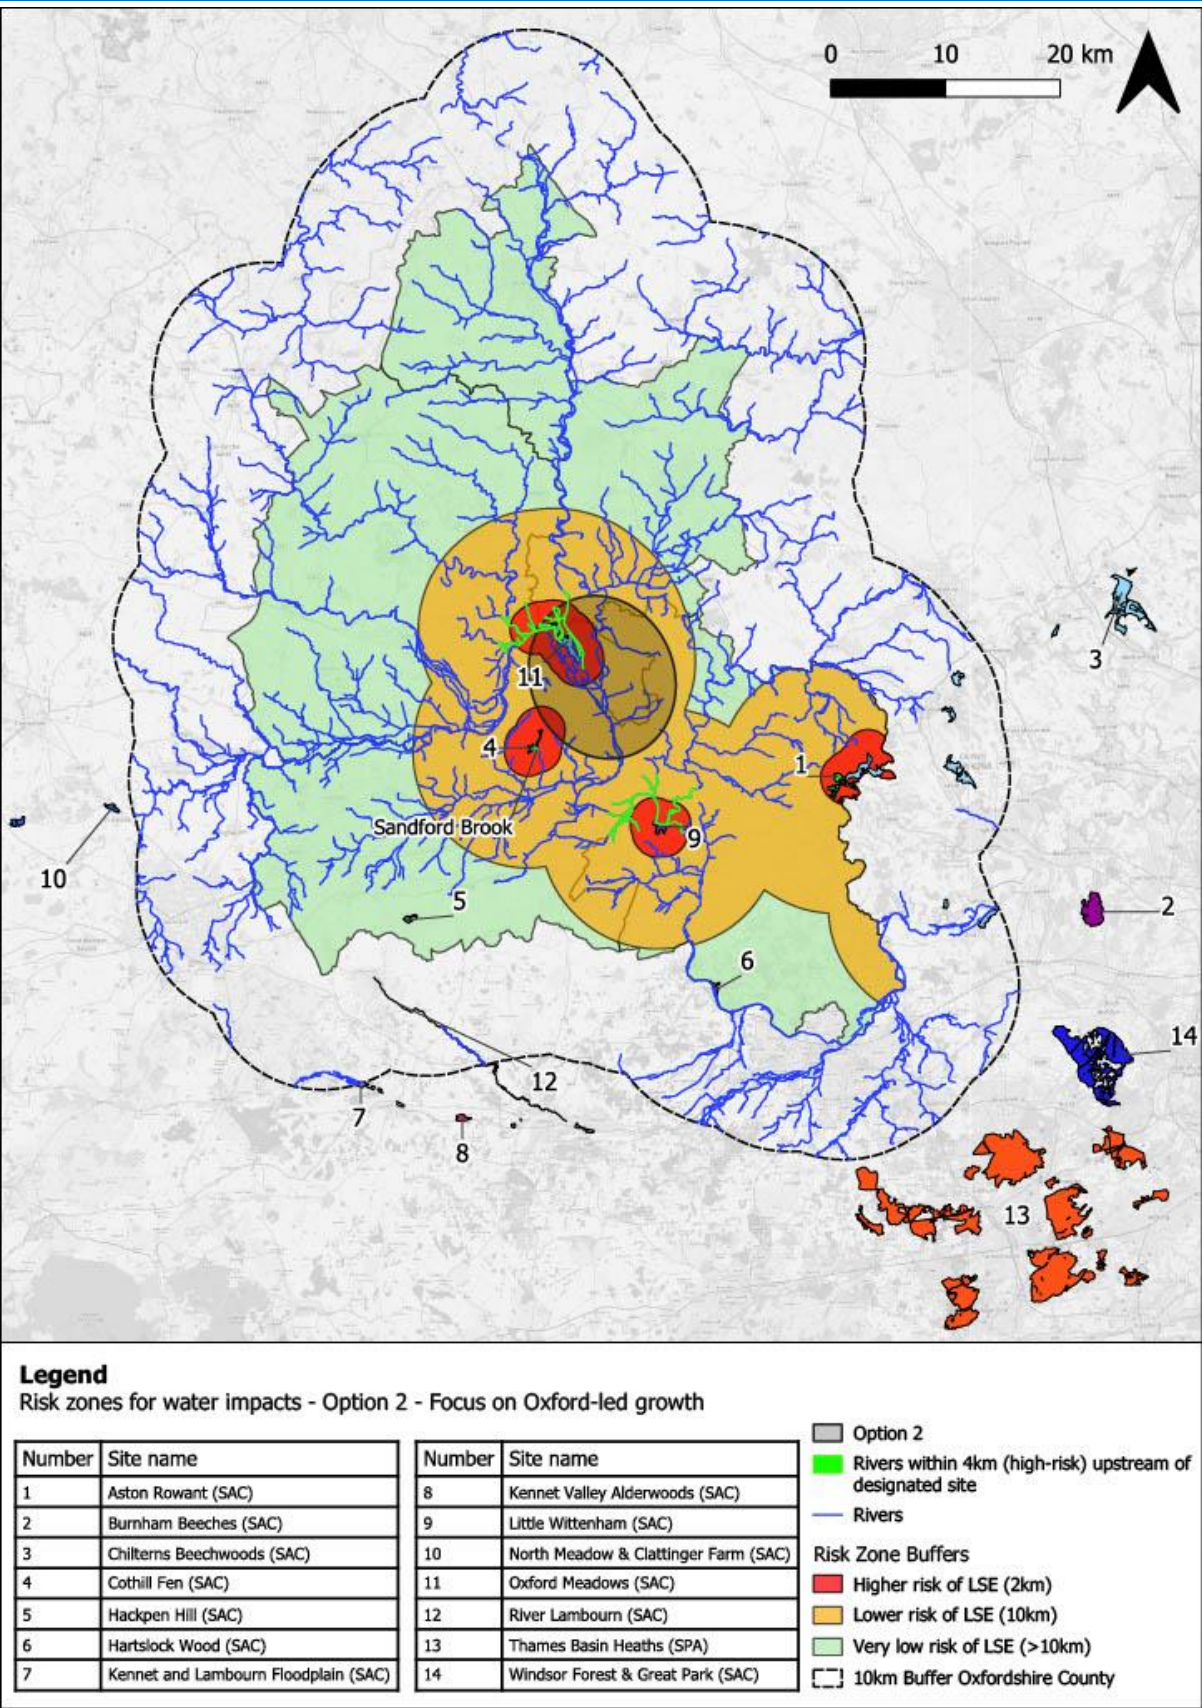 0 10 20 km
11
3
4
1
Sandford Brook
9
10
5
2
6
14
12
7
8
13
Legend
Risk zones for water impacts - Option 2 - Focus on Oxford-led growth
Number Site name
1 Aston Rowant (SAC)
2 Burnham Beeches (SAC)
3 Chilterns Beechwoods (SAC)
4 Cothill Fen (SAC)
5 Hackpen Hill (SAC)
6 Hartslock Wood (SAC)
7 Kennet and Lambourn Floodplain (SAC)
Number Site name
8 Kennet Valley Alderwoods (SAC)
9 Little Wittenham (SAC)
10 North Meadow & Clattinger Farm (SAC)
11 Oxford Meadows (SAC)
12 River Lambourn (SAC)
13 Thames Basin Heaths (SPA)
14 Windsor Forest & Great Park (SAC)
Option 2
Rivers within 4km (high-risk) upstream of
designated site
Rivers
Risk Zone Buffers
Higher risk of LSE (2km)
Lower risk of LSE (10km)
Very low risk of LSE (>10km)
10km Buffer Oxfordshire County